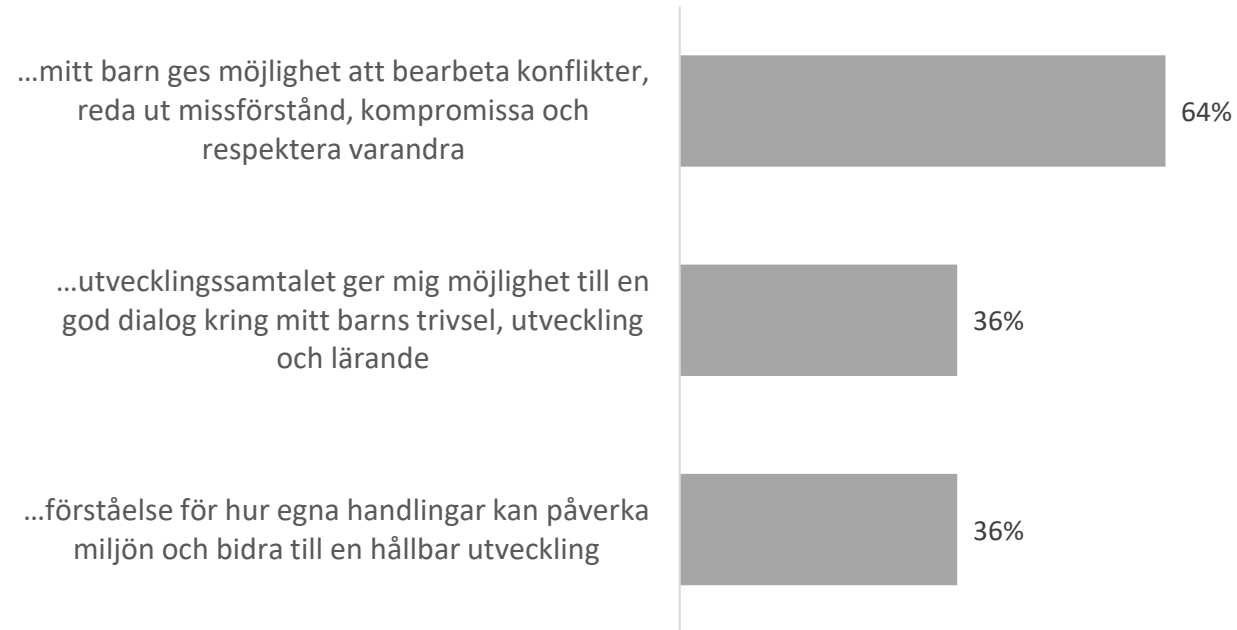 …mitt barn ges möjlighet att bearbeta konflikter,
reda ut missförstånd, kompromissa och
respektera varandra
64%
…utvecklingssamtalet ger mig möjlighet till en
god dialog kring mitt barns trivsel, utveckling
och lärande
36%
…förståelse för hur egna handlingar kan påverka
miljön och bidra till en hållbar utveckling
36%